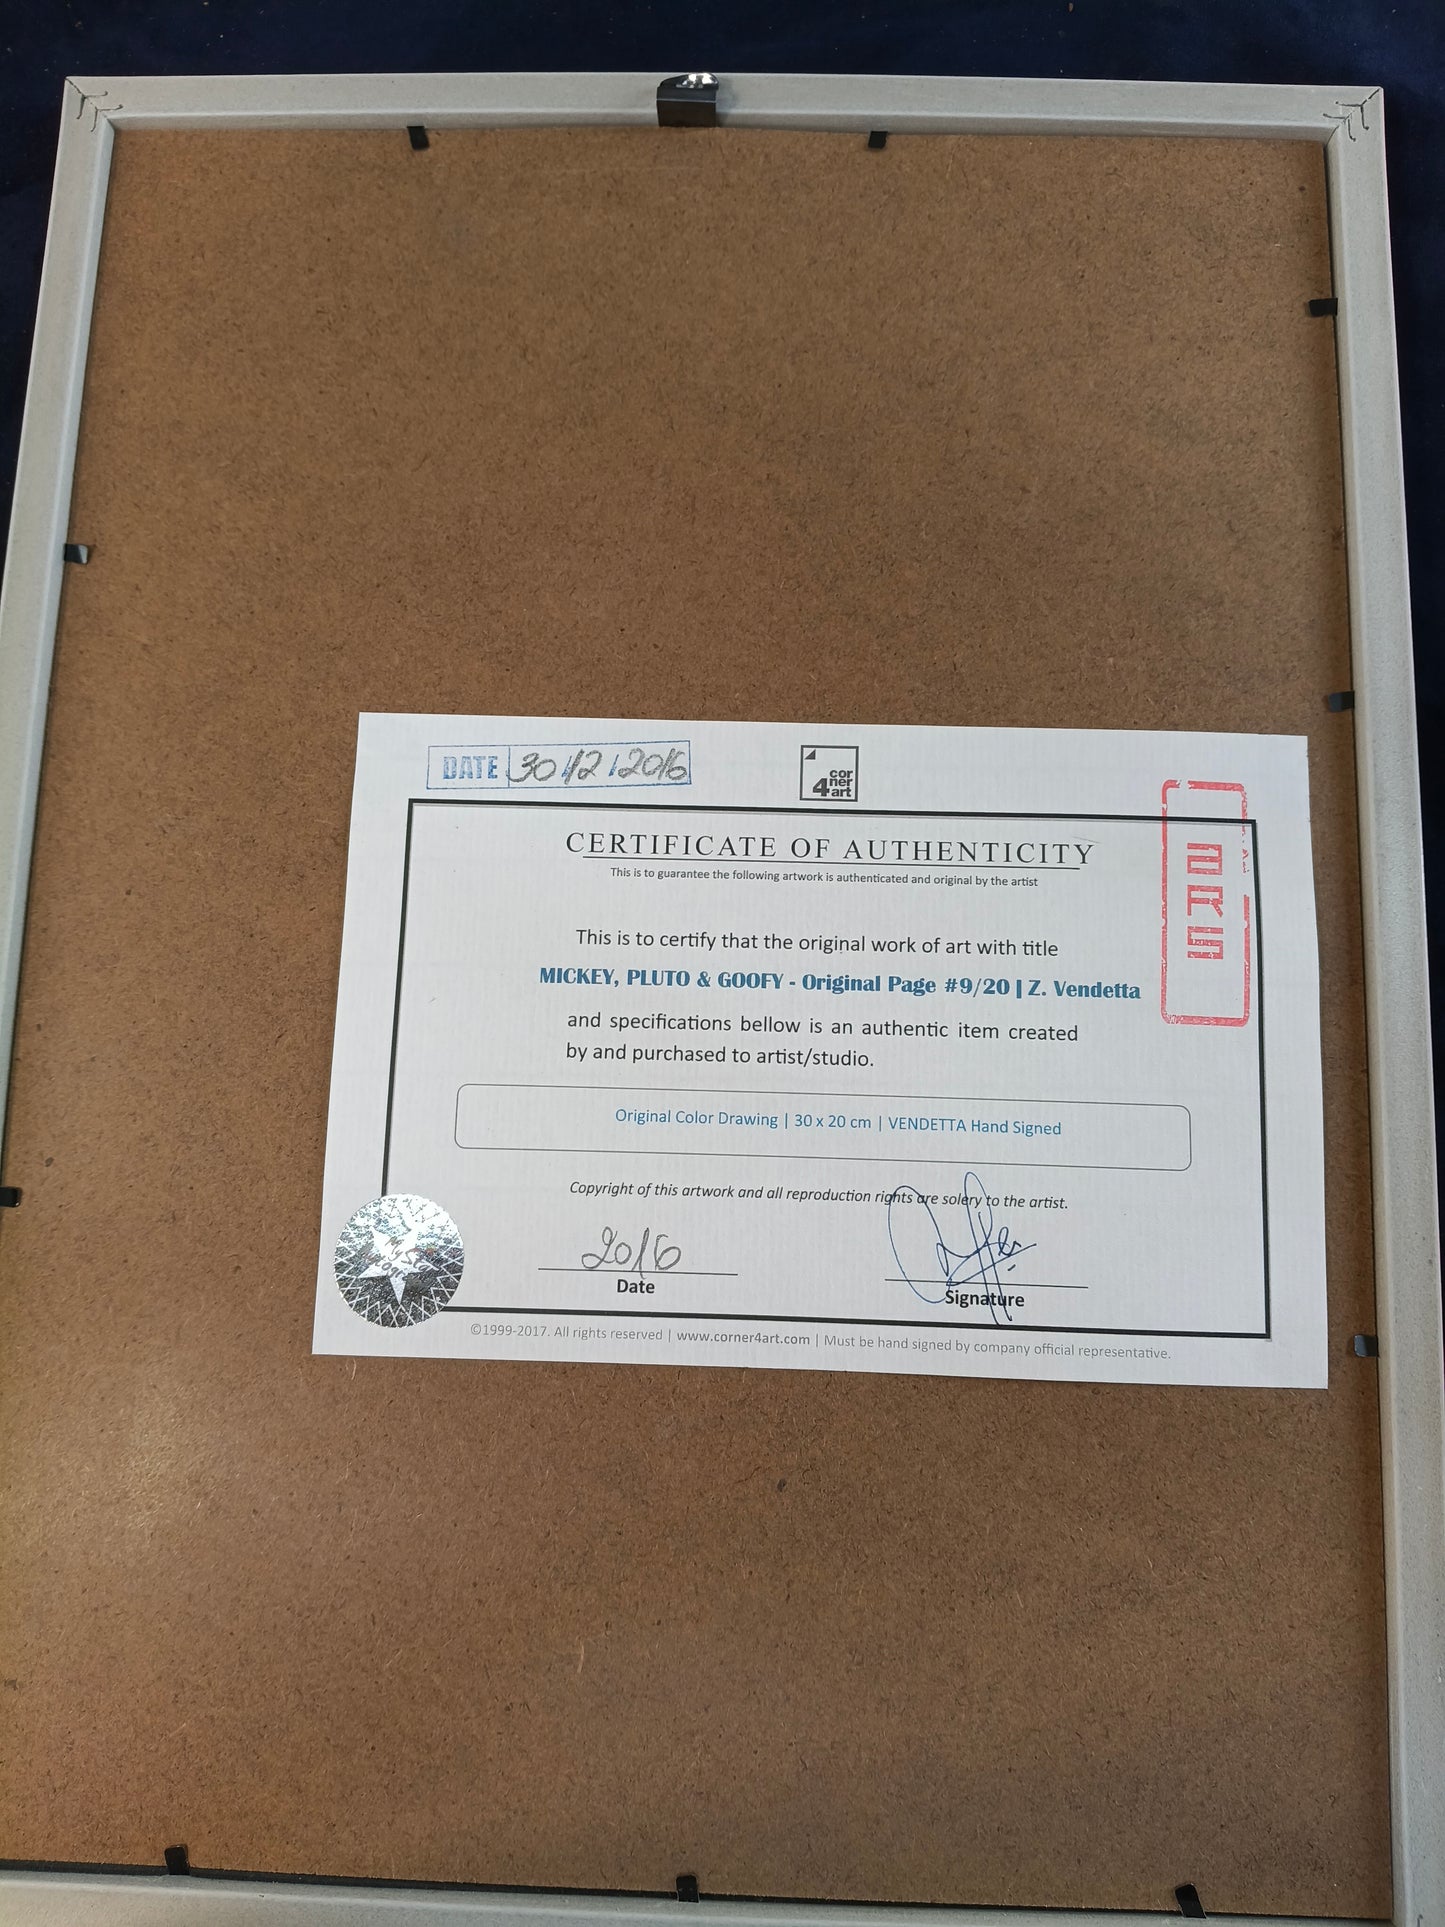 DATE 30/12/2016
cor
ner
4art
CERTIFICATE OF AUTHENTICITY
This is to guarantee the following artwork is authenticated and original by the artist
ARS
This is to certify that the original work of art with title
MICKEY, PLUTO & GOOFY - Original Page #9/20 | Z. Vendetta
and specifications bellow is an authentic item created
by and purchased to artist/studio.
Original Color Drawing | 30 x 20 cm | VENDETTA Hand Signed
Copyright of this artwork and all reproduction rights are solery to the artist.
My Star
2016
Date
Signature
©1999-2017. All rights reserved | www.corner4art.com | Must be hand signed by company official representative.